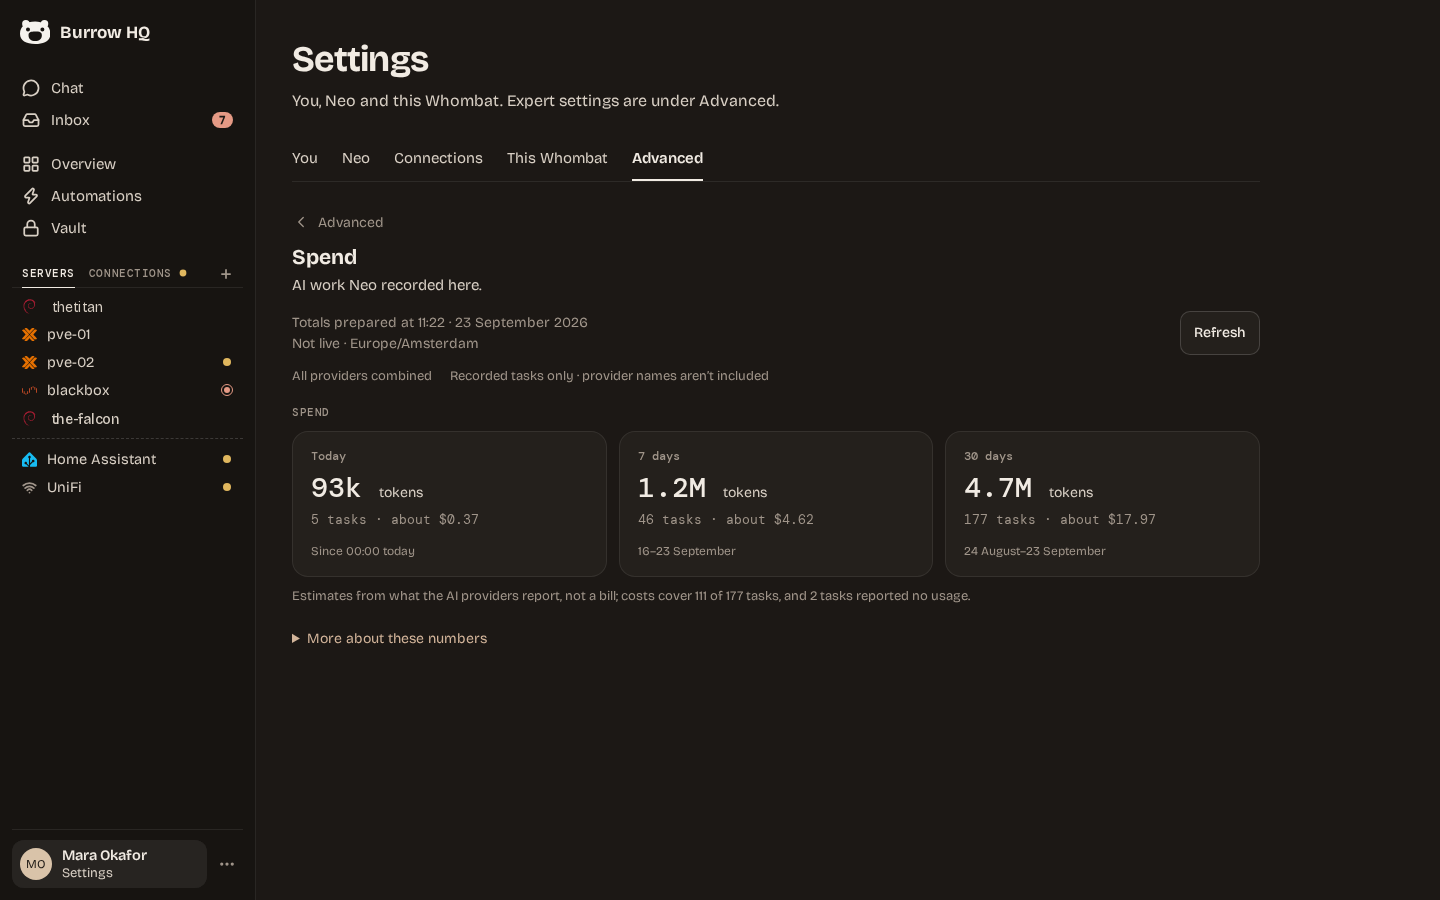 Burrow HQ
Chat
Inbox 7
Overview
Automations
Vault
SERVERS CONNECTIONS +
thetitan
pve-01
pve-02
blackbox
the-falcon
Home Assistant
UniFi
MO
Mara Okafor
Settings
Settings
You, Neo and this Whombat. Expert settings are under Advanced.
You Neo Connections This Whombat Advanced
Advanced
Spend
AI work Neo recorded here.
Totals prepared at 11:22 · 23 September 2026
Not live · Europe/Amsterdam
Refresh
All providers combined Recorded tasks only · provider names aren't included
SPEND
Today
93k tokens
5 tasks · about $0.37
Since 00:00 today
7 days
1.2M tokens
46 tasks · about $4.62
16–23 September
30 days
4.7M tokens
177 tasks · about $17.97
24 August–23 September
Estimates from what the AI providers report, not a bill; costs cover 111 of 177 tasks, and 2 tasks reported no usage.
More about these numbers